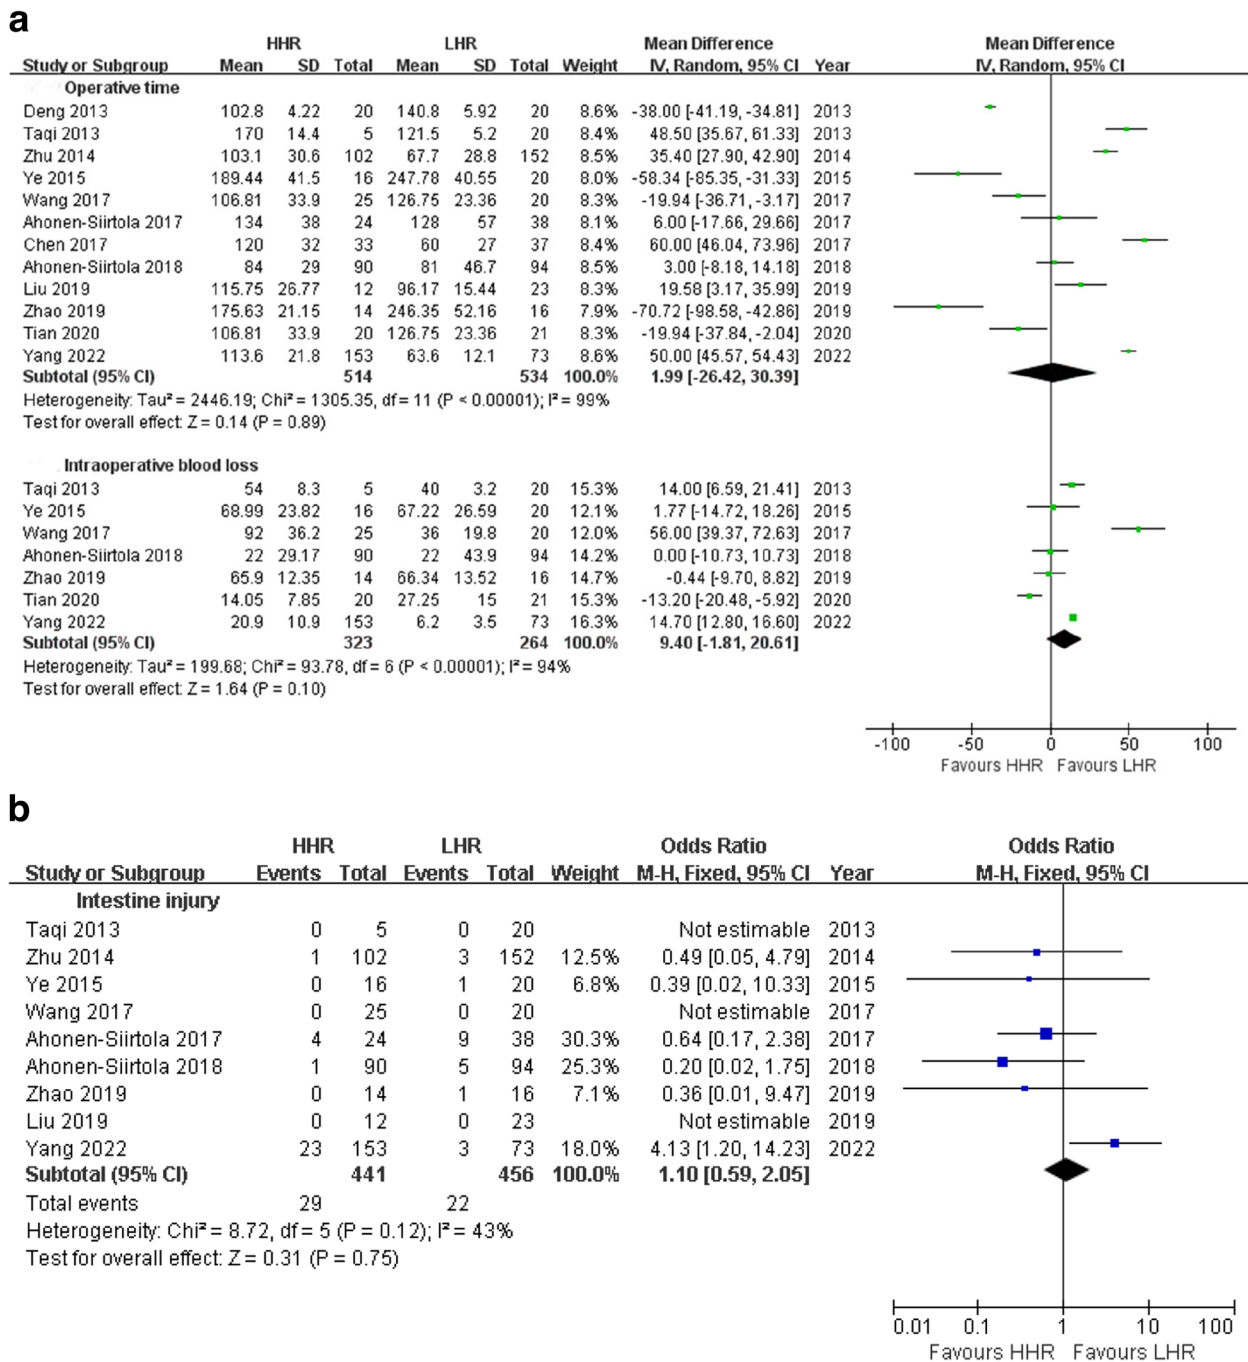 a
HHR LHR Mean Difference Mean Difference
Study or Subgroup Mean SD Total Mean SD Total Weight IV, Random, 95% CI Year IV, Random, 95% CI
Operative time
Deng 2013 102.8 4.22 20 140.8 5.92 20 8.6% -38.00 [-41.19, -34.81] 2013
Taqi 2013 170 14.4 5 121.5 5.2 20 8.4% 48.50 [35.67, 61.33] 2013
Zhu 2014 103.1 30.6 102 67.7 28.8 152 8.5% 35.40 [27.90, 42.90] 2014
Ye 2015 189.44 41.5 16 247.78 40.55 20 8.0% -58.34 [-85.35, -31.33] 2015
Wang 2017 106.81 33.9 25 126.75 23.36 20 8.3% -19.94 [-36.71, -3.17] 2017
Ahonen-Siirtola 2017 134 38 24 128 57 38 8.1% 6.00 [-17.66, 29.66] 2017
Chen 2017 120 32 33 60 27 37 8.4% 60.00 [46.04, 73.96] 2017
Ahonen-Siirtola 2018 84 29 90 81 46.7 94 8.5% 3.00 [-8.18, 14.18] 2018
Liu 2019 115.75 26.77 12 96.17 15.44 23 8.3% 19.58 [3.17, 35.99] 2019
Zhao 2019 175.63 21.15 14 246.35 52.16 16 7.9% -70.72 [-98.58, -42.86] 2019
Tian 2020 106.81 33.9 20 126.75 23.36 21 8.3% -19.94 [-37.84, -2.04] 2020
Yang 2022 113.6 21.8 153 63.6 12.1 73 8.6% 50.00 [45.57, 54.43] 2022
Subtotal (95% CI) 514 534 100.0% 1.99 [-26.42, 30.39]
Heterogeneity: Tau² = 2446.19; Chi² = 1305.35, df = 11 (P < 0.00001); I² = 99%
Test for overall effect: Z = 0.14 (P = 0.89)
Intraoperative blood loss
Taqi 2013 54 8.3 5 40 3.2 20 15.3% 14.00 [6.59, 21.41] 2013
Ye 2015 68.99 23.82 16 67.22 26.59 20 12.1% 1.77 [-14.72, 18.26] 2015
Wang 2017 92 36.2 25 36 19.8 20 12.0% 56.00 [39.37, 72.63] 2017
Ahonen-Siirtola 2018 22 29.17 90 22 43.9 94 14.2% 0.00 [-10.73, 10.73] 2018
Zhao 2019 65.9 12.35 14 66.34 13.52 16 14.7% -0.44 [-9.70, 8.82] 2019
Tian 2020 14.05 7.85 20 27.25 15 21 15.3% -13.20 [-20.48, -5.92] 2020
Yang 2022 20.9 10.9 153 6.2 3.5 73 16.3% 14.70 [12.80, 16.60] 2022
Subtotal (95% CI) 323 264 100.0% 9.40 [-1.81, 20.61]
Heterogeneity: Tau² = 199.68; Chi² = 93.78, df = 6 (P < 0.00001); I² = 94%
Test for overall effect: Z = 1.64 (P = 0.10)
-100 -50 0 50 100
Favours HHR Favours LHR
b
HHR LHR Odds Ratio Odds Ratio
Study or Subgroup Events Total Events Total Weight M-H, Fixed, 95% CI Year M-H, Fixed, 95% CI
Intestine injury
Taqi 2013 0 5 0 20 Not estimable 2013
Zhu 2014 1 102 3 152 12.5% 0.49 [0.05, 4.79] 2014
Ye 2015 0 16 1 20 6.8% 0.39 [0.02, 10.33] 2015
Wang 2017 0 25 0 20 Not estimable 2017
Ahonen-Siirtola 2017 4 24 9 38 30.3% 0.64 [0.17, 2.38] 2017
Ahonen-Siirtola 2018 1 90 5 94 25.3% 0.20 [0.02, 1.75] 2018
Zhao 2019 0 14 1 16 7.1% 0.36 [0.01, 9.47] 2019
Liu 2019 0 12 0 23 Not estimable 2019
Yang 2022 23 153 3 73 18.0% 4.13 [1.20, 14.23] 2022
Subtotal (95% CI) 441 456 100.0% 1.10 [0.59, 2.05]
Total events 29 22
Heterogeneity: Chi² = 8.72, df = 5 (P = 0.12); I² = 43%
Test for overall effect: Z = 0.31 (P = 0.75)
0.01 0.1 1 10 100
Favours HHR Favours LHR